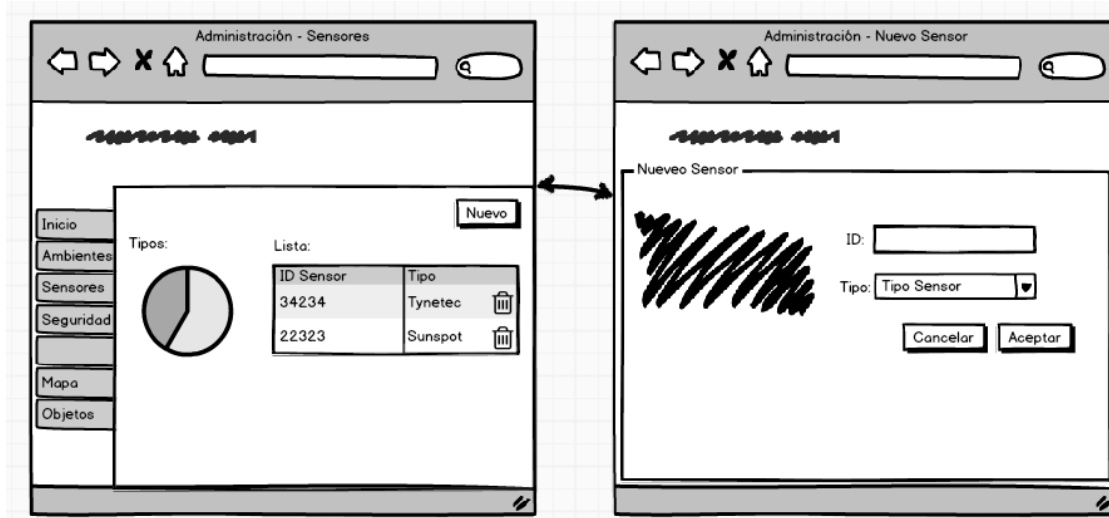 Administración - Sensores
Nuevo
Inicio
Ambientes
Sensores
Seguridad
Mapa
Objetos
Tipos:
Lista:
ID Sensor Tipo
34234 Tynetec
22323 Sunspot
Administración - Nuevo Sensor
Nueveo Sensor
ID:
Tipo: Tipo Sensor
Cancelar Aceptar